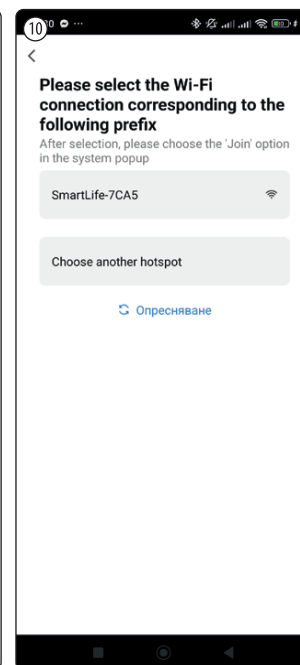 10
Please select the Wi-Fi
connection corresponding to the
following prefix
After selection, please choose the 'Join' option
in the system popup
SmartLife-7CA5
Choose another hotspot
Опресняване